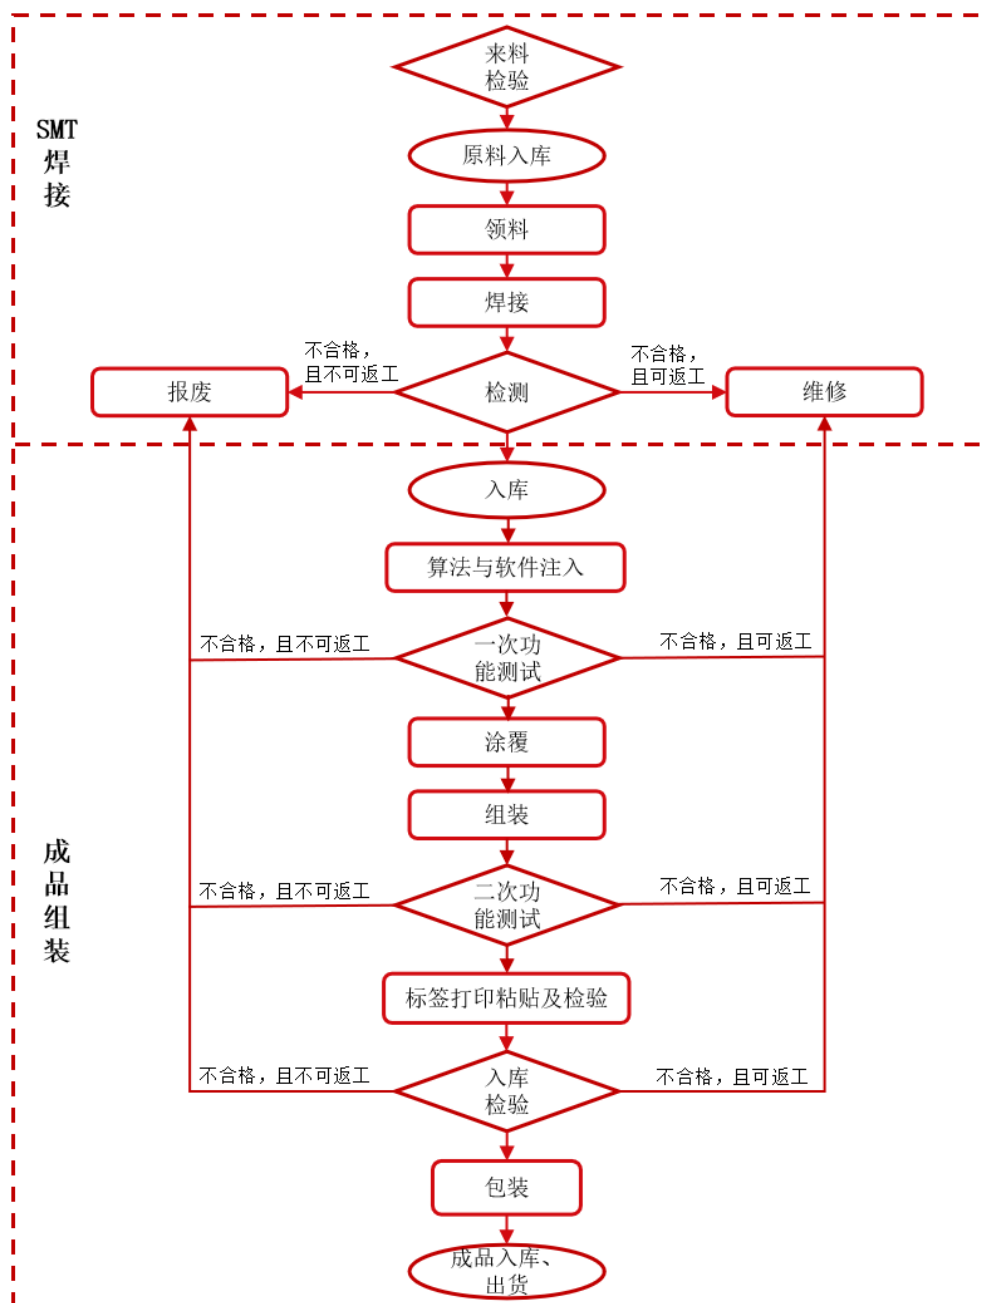 来料
检验
SMT
焊
接
原料入库
领料
焊接
不合格，
且不可返工
不合格，
且可返工
报废
检测
维修
入库
算法与软件注入
不合格，且不可返工
一次功
能测试
不合格，且可返工
涂覆
组装
成
品
组
装
不合格，且不可返工
二次功
能测试
不合格，且可返工
标签打印粘贴及检验
不合格，且不可返工
入库
检验
不合格，且可返工
包装
成品入库、
出货